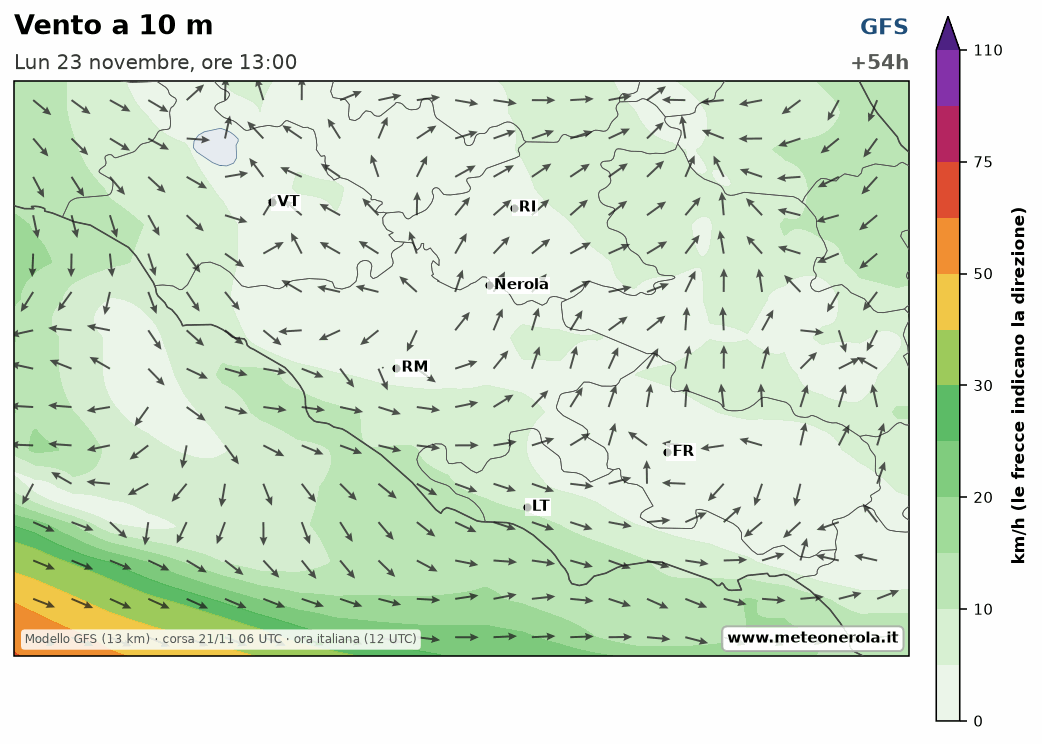 Vento a 10 m
GFS
Lun 23 novembre, ore 13:00
+54h
VT
RI
Nerola
RM
FR
LT
Modello GFS (13 km) · corsa 21/11 06 UTC · ora italiana (12 UTC)
www.meteonerola.it
110
75
50
30
20
10
0
km/h (le frecce indicano la direzione)